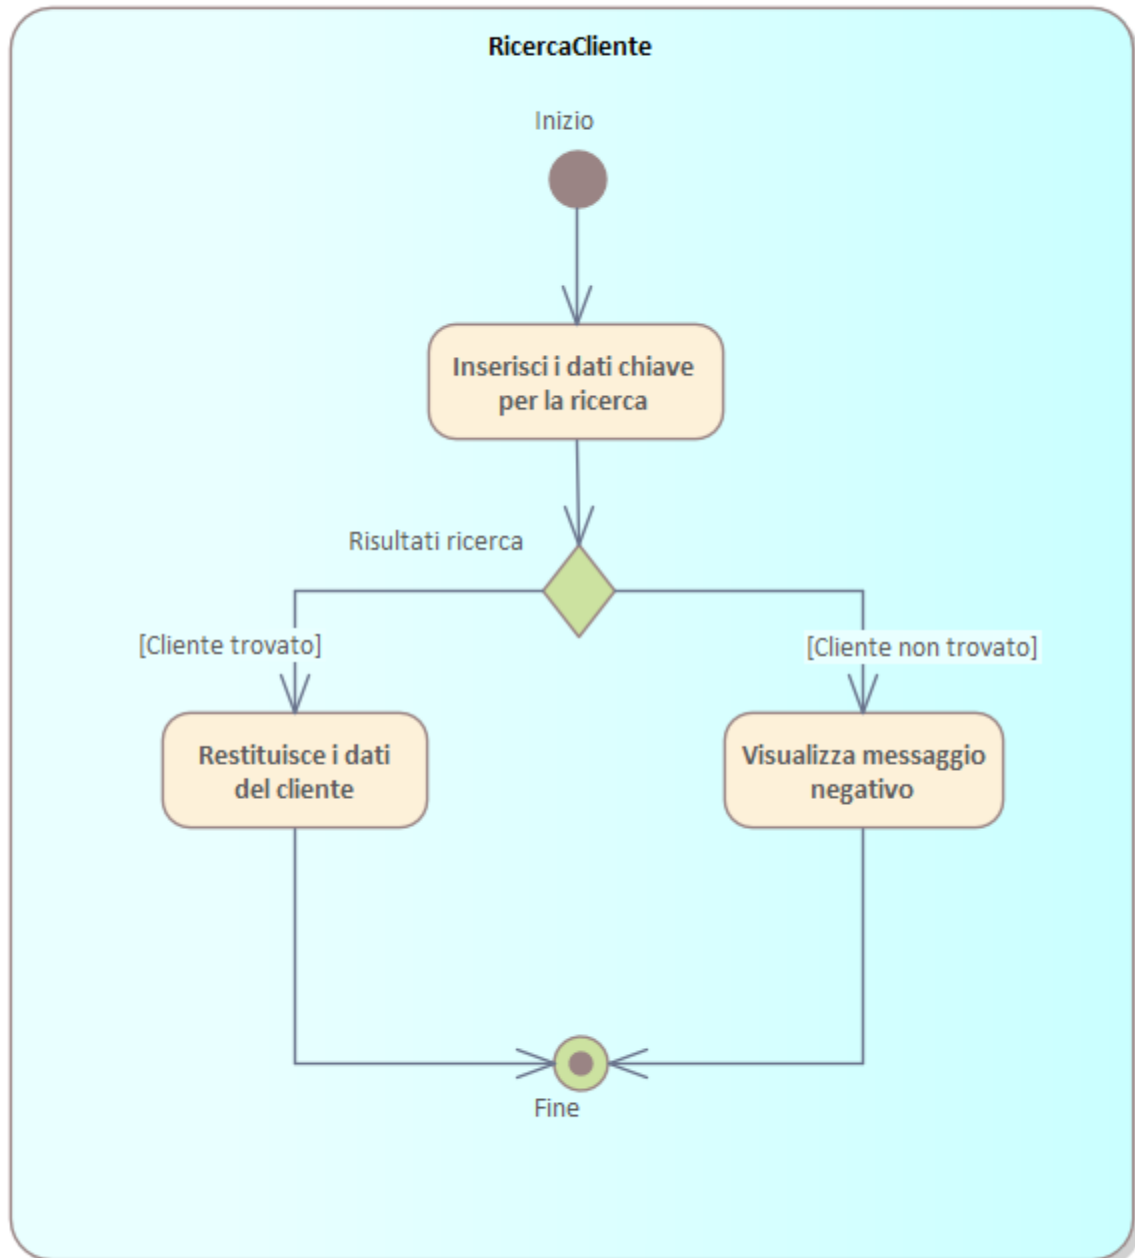 RicercaCliente
Inizio
Inserisci i dati chiave
per la ricerca
Risultati ricerca
[Cliente trovato]
[Cliente non trovato]
Restituisce i dati
del cliente
Visualizza messaggio
negativo
Fine